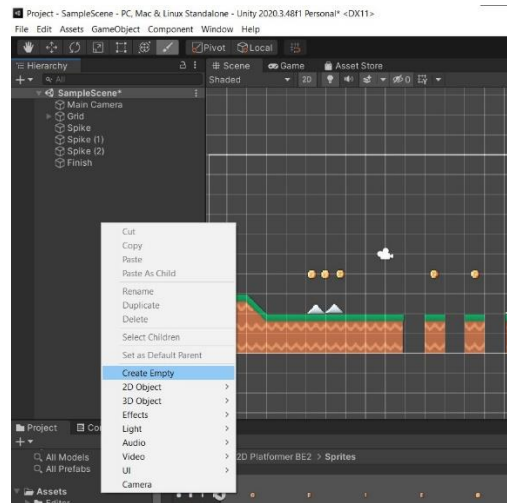 Project - SampleScene - PC, Mac & Linux Standalone - Unity 2020.3.48f1 Personal* <DX11>
File Edit Assets GameObject Component Window Help
Pivot Local
Hierarchy
All
SampleScene*
Main Camera
Grid
Spike
Spike (1)
Spike (2)
Finish
Scene Game Asset Store
Shaded 2D 0
Cut
Copy
Paste
Paste As Child
Rename
Duplicate
Delete
Select Children
Set as Default Parent
Create Empty
2D Object >
3D Object >
Effects >
Light >
Audio >
Video >
UI >
Camera
Project Co
All Models
All Prefabs
Assets
2D Platformer BE2 > Sprites